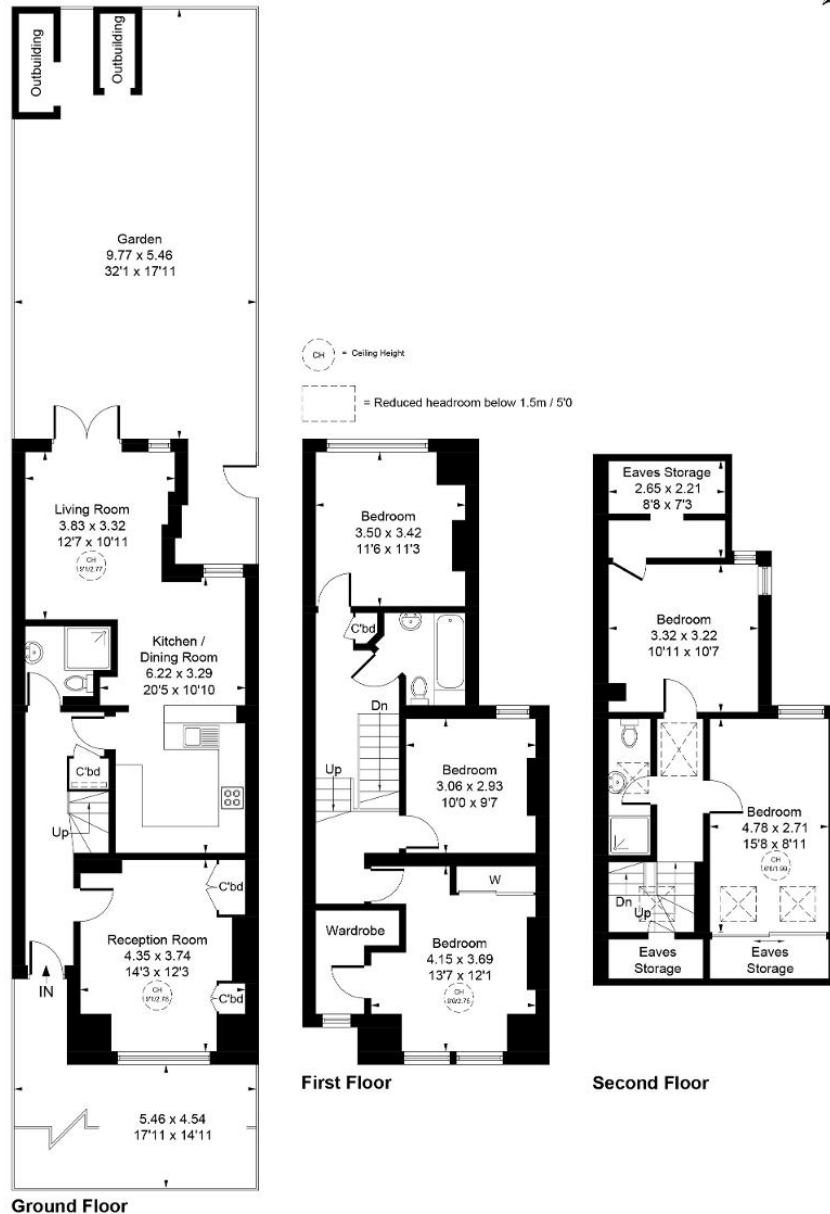 Outbuilding
Outbuilding
Garden
9.77 x 5.46
32'1 x 17'11
CH = Ceiling Height
= Reduced headroom below 1.5m / 5'0
Living Room
3.83 x 3.32
12'7 x 10'11
CH
Kitchen /
Dining Room
6.22 x 3.29
20'5 x 10'10
C'bd
Up
C'bd
Reception Room
4.35 x 3.74
14'3 x 12'3
CH
C'bd
IN
5.46 x 4.54
17'11 x 14'11
Ground Floor
Bedroom
3.50 x 3.42
11'6 x 11'3
C'bd
Dn
Up
Bedroom
3.06 x 2.93
10'0 x 9'7
W
Wardrobe
Bedroom
4.15 x 3.69
13'7 x 12'1
CH
First Floor
Eaves Storage
2.65 x 2.21
8'8 x 7'3
Bedroom
3.32 x 3.22
10'11 x 10'7
Bedroom
4.78 x 2.71
15'8 x 8'11
CH
Dn
Up
Eaves
Storage
Eaves
Storage
Second Floor